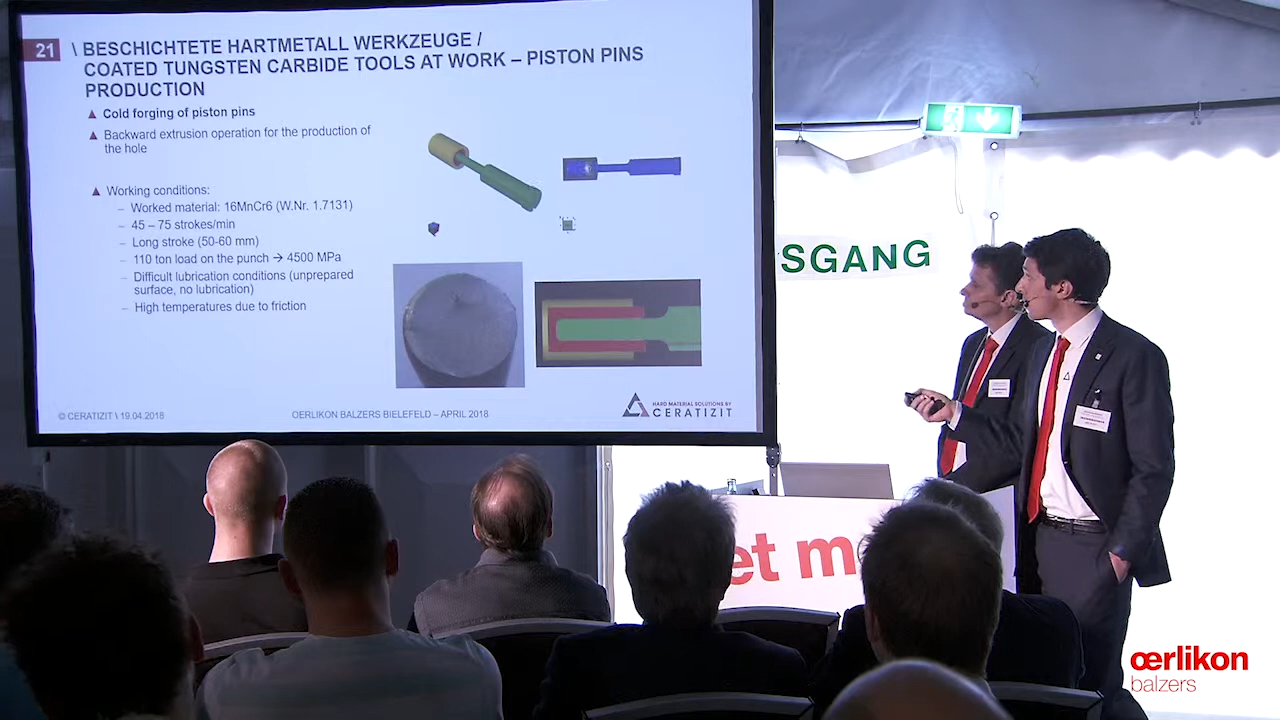 21
\ BESCHICHTETE HARTMETALL WERKZEUGE /
COATED TUNGSTEN CARBIDE TOOLS AT WORK – PISTON PINS
PRODUCTION
Cold forging of piston pins
Backward extrusion operation for the production of
the hole
Working conditions:
– Worked material: 16MnCr6 (W.Nr. 1.7131)
– 45 – 75 strokes/min
– Long stroke (50-60 mm)
– 110 ton load on the punch → 4500 MPa
– Difficult lubrication conditions (unprepared
surface, no lubrication)
– High temperatures due to friction
© CERATIZIT \ 19.04.2018
OERLIKON BALZERS BIELEFELD – APRIL 2018
HARD MATERIAL SOLUTIONS BY
CERATIZIT
SGANG
et m
œrlikon
balzers